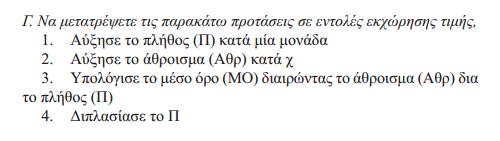 Γ. Να μετατρέψετε τις παρακάτω προτάσεις σε εντολές εκχώρησης τιμής,
1. Αύξησε το πλήθος (Π) κατά μία μονάδα
2. Αύξησε το άθροισμα (Αθρ) κατά χ
3. Υπολόγισε το μέσο όρο (ΜΟ) διαιρώντας το άθροισμα (Αθρ) δια
το πλήθος (Π)
4. Διπλασίασε το Π